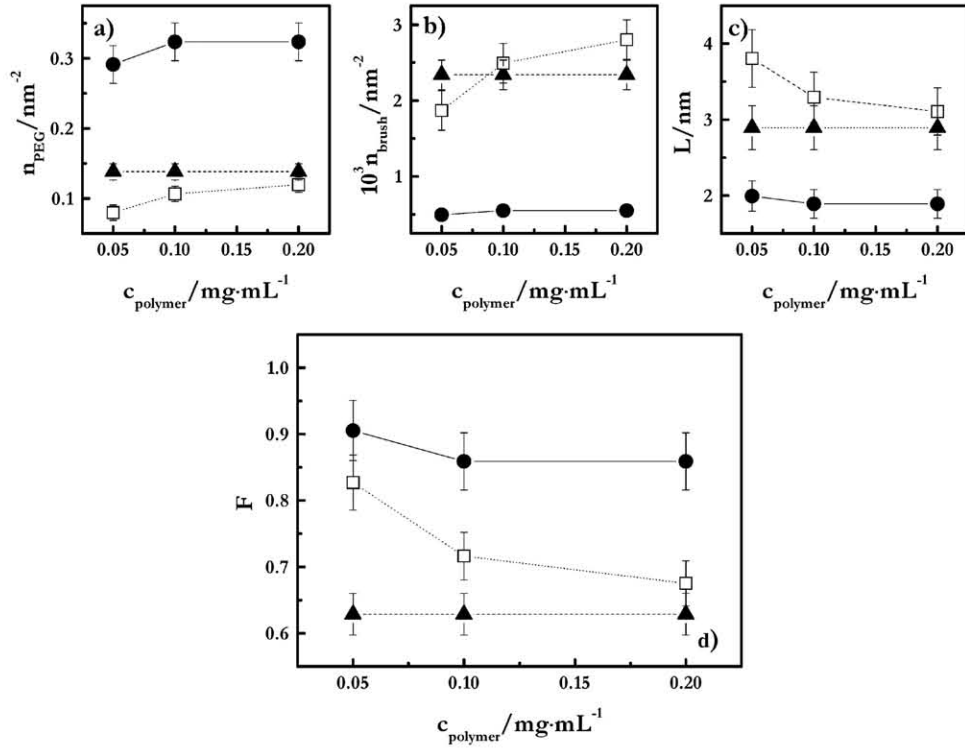 a)
0.3
0.2
0.1
n_PEG/nm^-2
0.05 0.10 0.15 0.20
c_polymer/mg·mL^-1
b)
3
2
1
0
10^3 n_brush/nm^-2
0.05 0.10 0.15 0.20
c_polymer/mg·mL^-1
c)
4
3
2
L/nm
0.05 0.10 0.15 0.20
c_polymer/mg·mL^-1
1.0
0.9
0.8
0.7
0.6
F
d)
0.05 0.10 0.15 0.20
c_polymer/mg·mL^-1